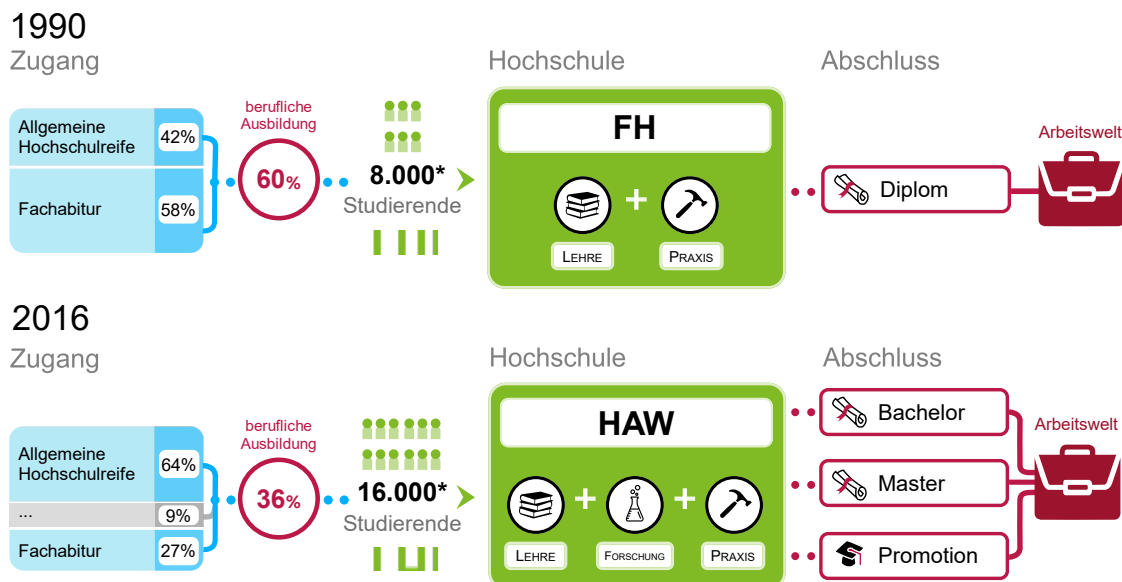 1990
Zugang
Hochschule
Abschluss
Allgemeine
Hochschulreife
42%
Fachabitur
58%
berufliche
Ausbildung
60%
8.000*
Studierende
FH
+
LEHRE
PRAXIS
Diplom
Arbeitswelt
2016
Zugang
Hochschule
Abschluss
Allgemeine
Hochschulreife
64%
...
9%
Fachabitur
27%
berufliche
Ausbildung
36%
16.000*
Studierende
HAW
+
+
LEHRE
FORSCHUNG
PRAXIS
Bachelor
Master
Promotion
Arbeitswelt